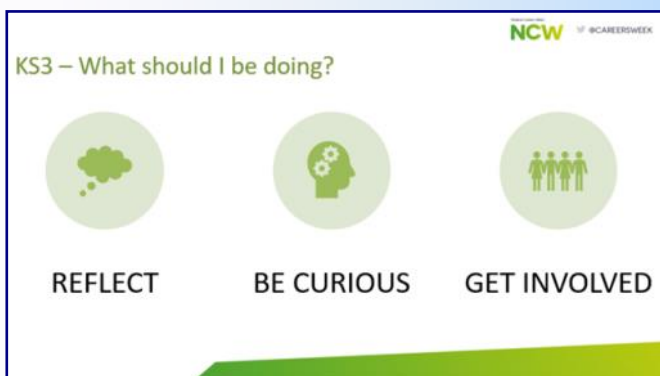 NCW @CAREERSWEEK
KS3 – What should I be doing?
REFLECT BE CURIOUS GET INVOLVED